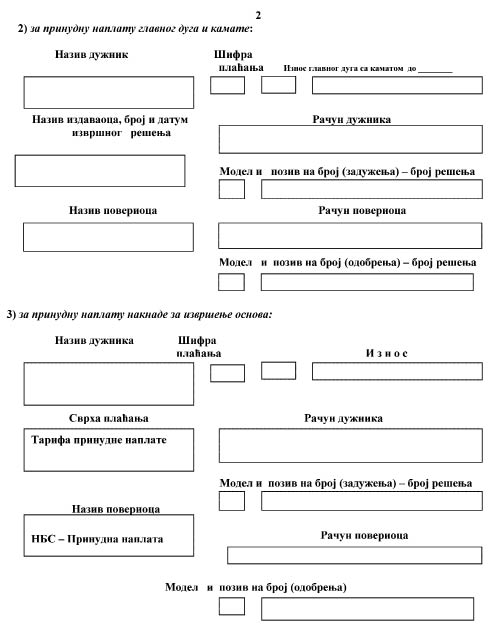 2
2) за принудну наплату главног дуга и камате:
Назив дужник
Шифра
плаћања
Износ главног дуга са каматом до ________
Назив издаваоца, број и датум
извршног решења
Рачун дужника
Модел и позив на број (задужења) – број решења
Назив повериоца
Рачун повериоца
Модел и позив на број (одобрења) – број решења
3) за принудну наплату накнаде за извршење основа:
Назив дужника
Шифра
плаћања
И з н о с
Сврха плаћања
Рачун дужника
Тарифа принудне наплате
Модел и позив на број (задужења) – број решења
Назив повериоца
НБС – Принудна наплата
Рачун повериоца
Модел и позив на број (одобрења)